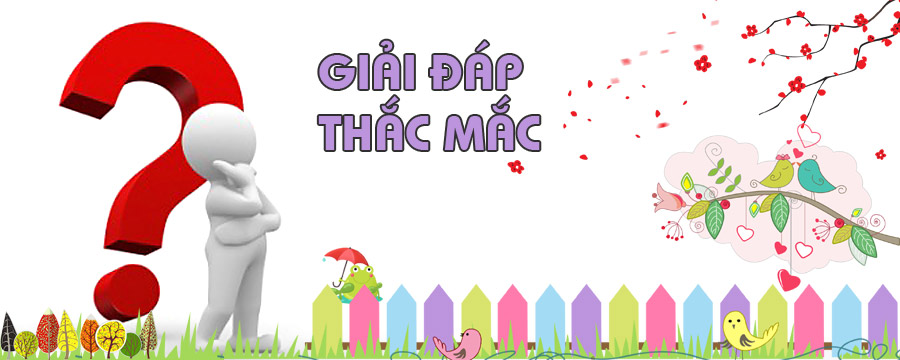 GIẢI ĐÁP
THẮC MẮC